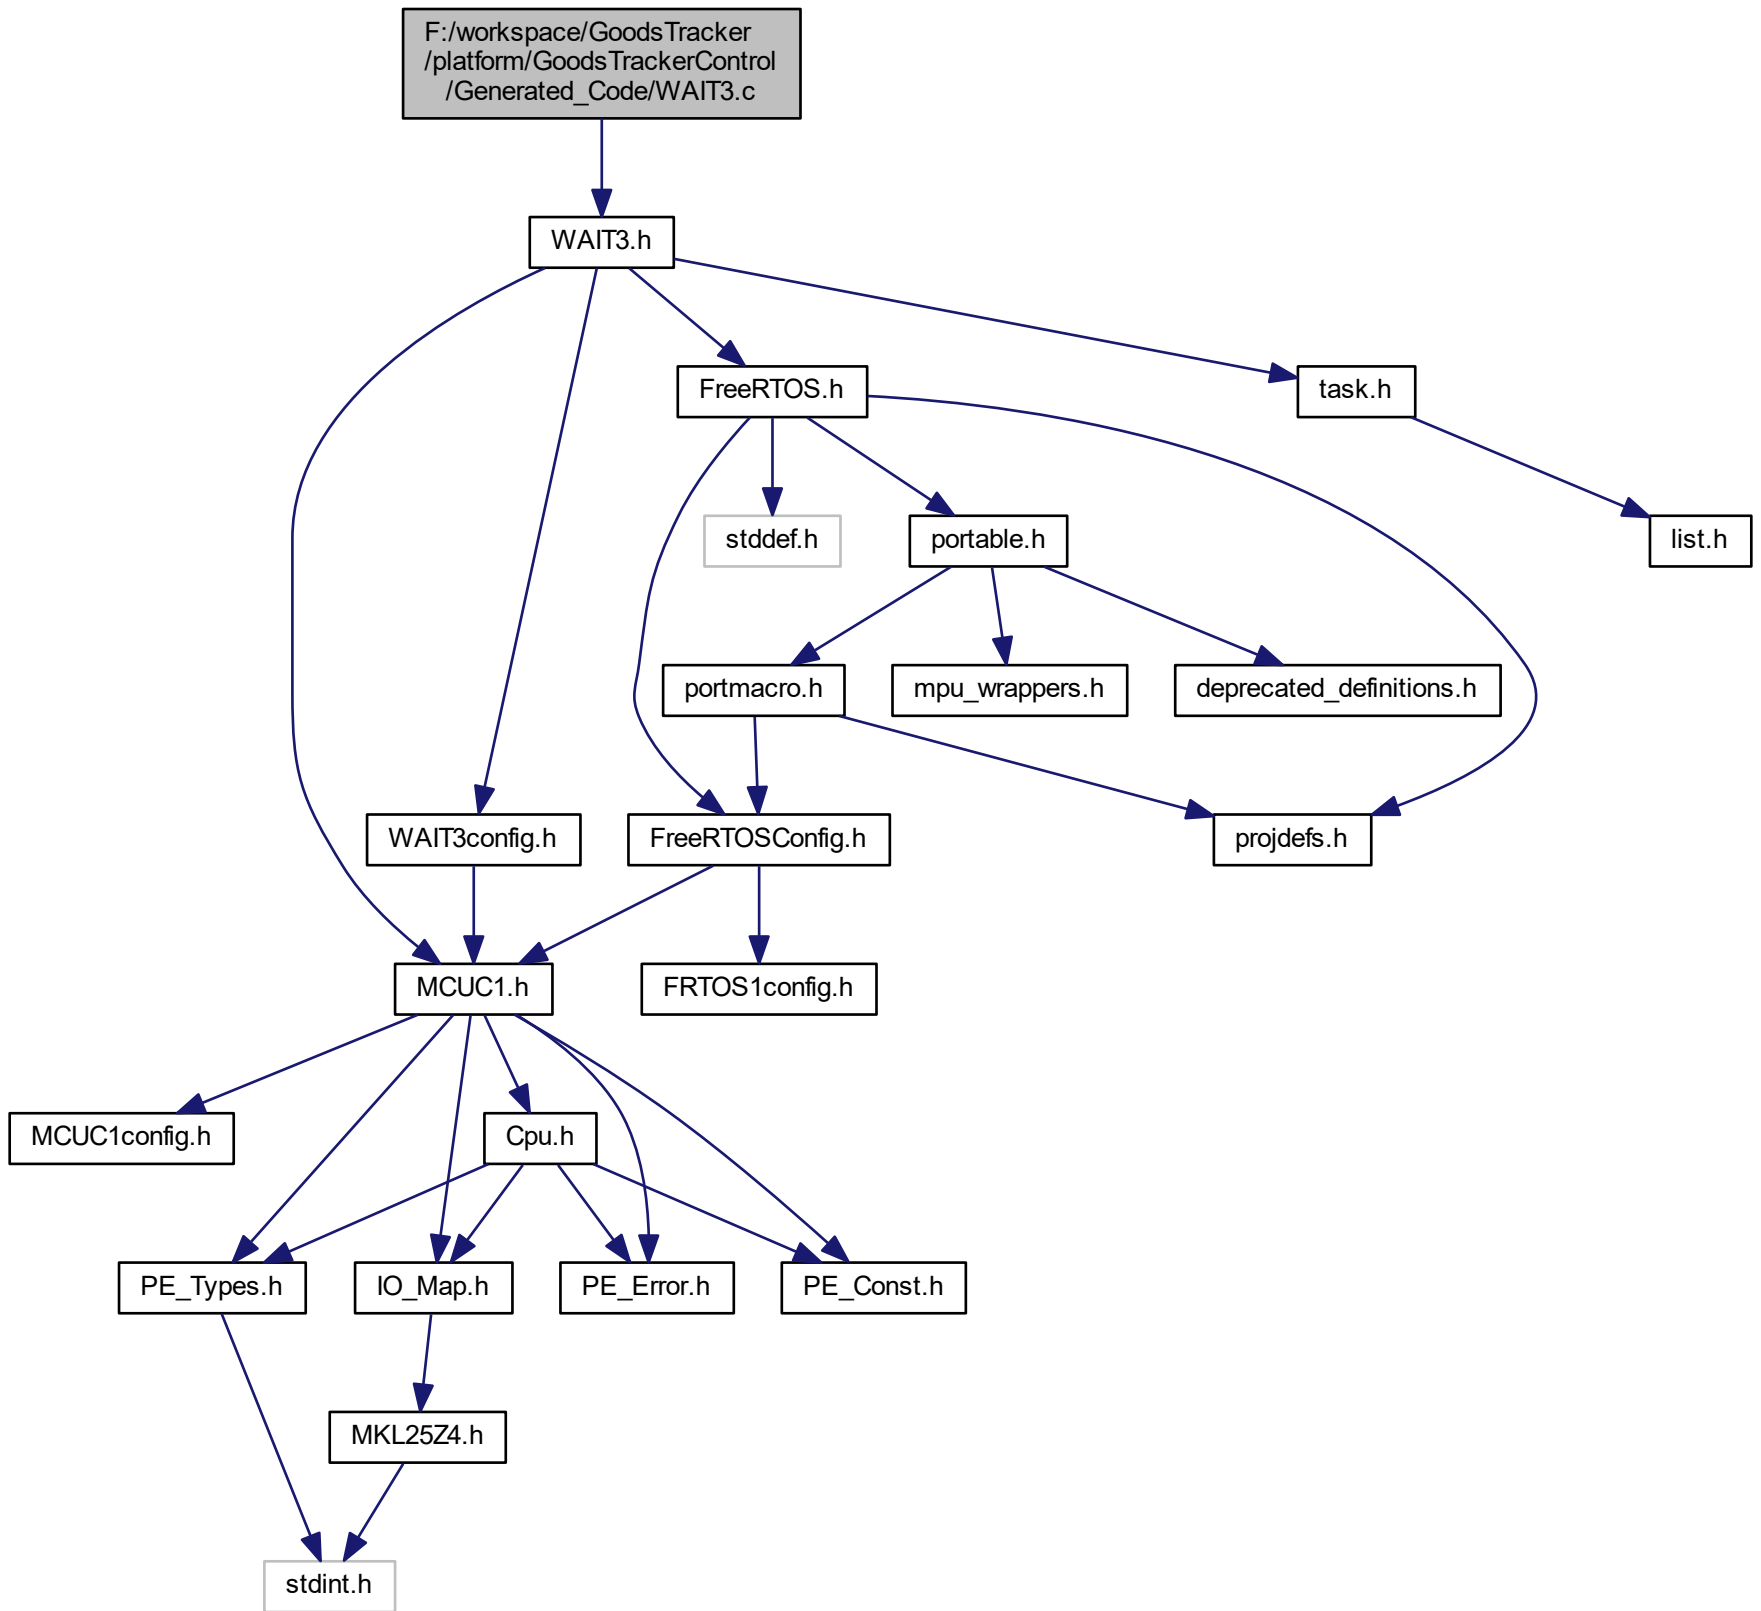 F:/workspace/GoodsTracker
/platform/GoodsTrackerControl
/Generated_Code/WAIT3.c
WAIT3.h
FreeRTOS.h
task.h
stddef.h
portable.h
list.h
portmacro.h
mpu_wrappers.h
deprecated_definitions.h
WAIT3config.h
FreeRTOSConfig.h
projdefs.h
MCUC1.h
FRTOS1config.h
MCUC1config.h
Cpu.h
PE_Types.h
IO_Map.h
PE_Error.h
PE_Const.h
MKL25Z4.h
stdint.h